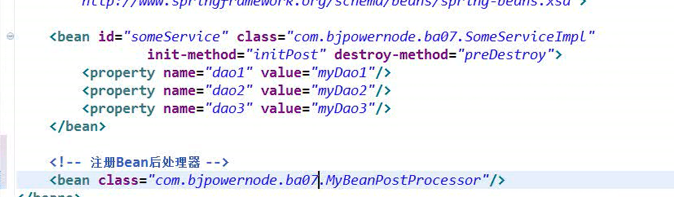 http://www.springframework.org/schema/beans/spring-beans.xsd">
<bean id="someService" class="com.bjpowernode.ba07.SomeServiceImpl"
init-method="initPost" destroy-method="preDestroy">
<property name="dao1" value="myDao1"/>
<property name="dao2" value="myDao2"/>
<property name="dao3" value="myDao3"/>
</bean>
<!-- 注册Bean后处理器 -->
<bean class="com.bjpowernode.ba07.MyBeanPostProcessor"/>
</beans>